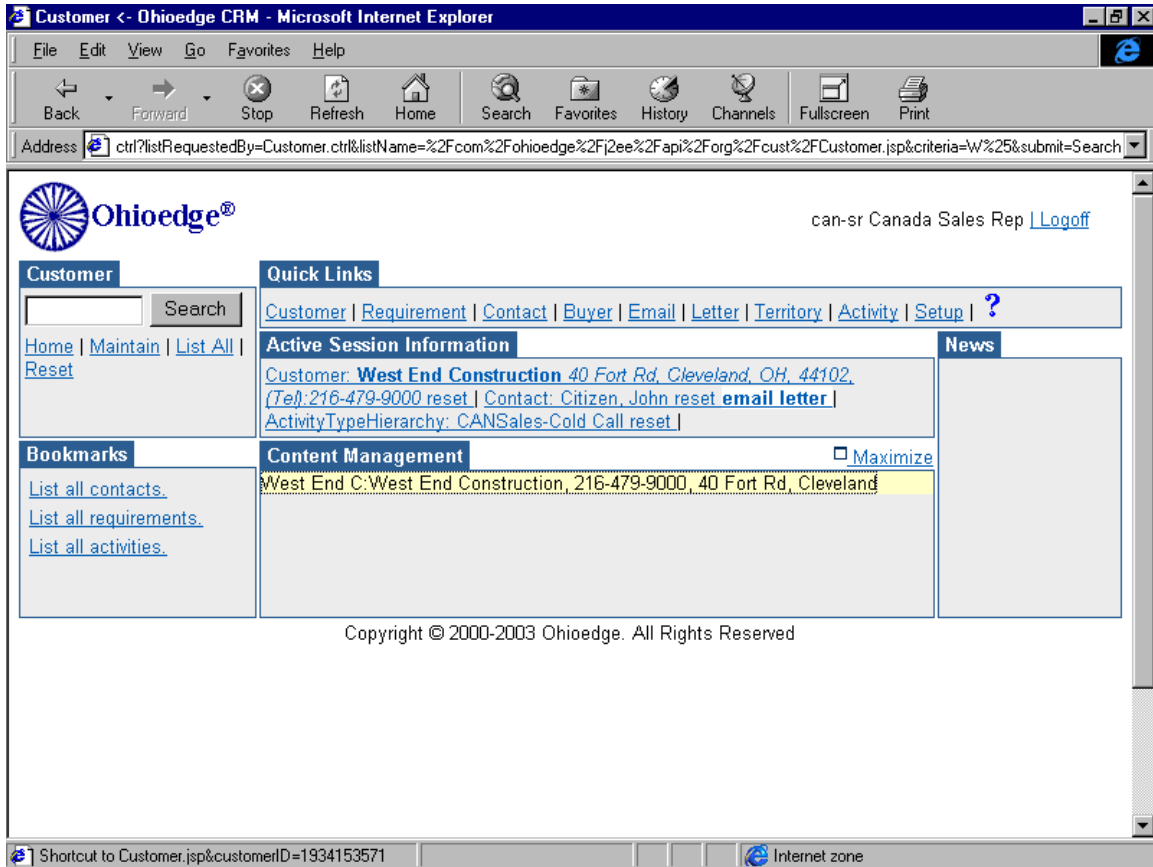 Customer <- Ohioedge CRM - Microsoft Internet Explorer
File Edit View Go Favorites Help
Back Forward Stop Refresh Home Search Favorites History Channels Fullscreen Print
Address ctrl?listRequestedBy=Customer.ctrl&listName=%2Fcom%2Fohioedge%2Fj2ee%2Fapi%2Forg%2Fcust%2FCustomer.jsp&criteria=W%25&submit=Search
Ohioedge®
can-sr Canada Sales Rep | Logoff
Customer
Search
Home | Maintain | List All |
Reset
Quick Links
Customer | Requirement | Contact | Buyer | Email | Letter | Territory | Activity | Setup | ?
Active Session Information
Customer: West End Construction 40 Fort Rd, Cleveland, OH, 44102,
(Tel):216-479-9000 reset | Contact: Citizen, John reset email letter |
ActivityTypeHierarchy: CANSales-Cold Call reset |
News
Bookmarks
List all contacts.
List all requirements.
List all activities.
Content Management
Maximize
West End C:West End Construction, 216-479-9000, 40 Fort Rd, Cleveland
Copyright © 2000-2003 Ohioedge. All Rights Reserved
Shortcut to Customer.jsp&customerID=1934153571
Internet zone